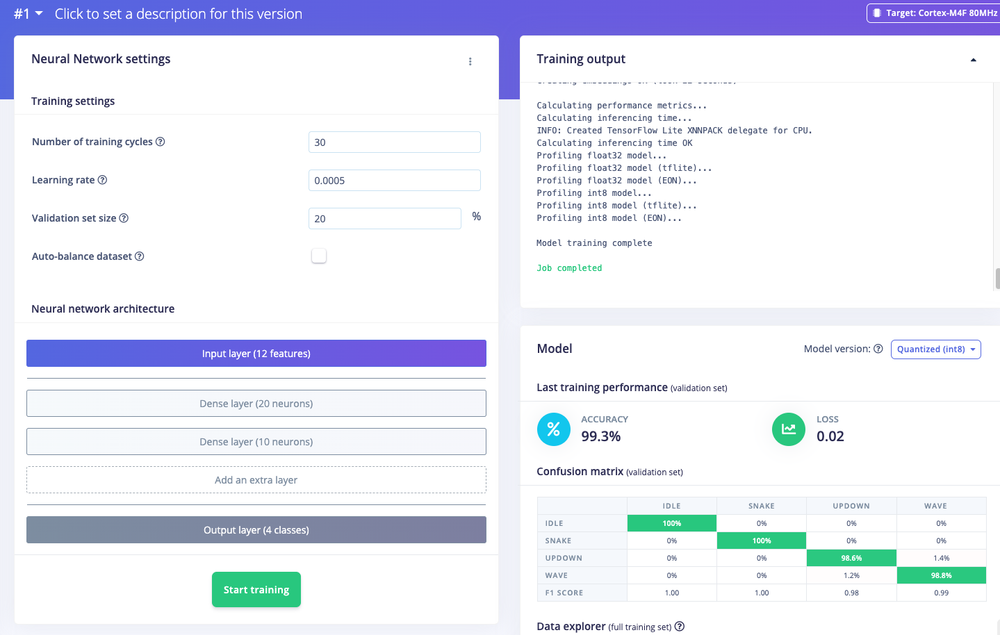 #1 Click to set a description for this version
Target: Cortex-M4F 80MHz
Neural Network settings
Training settings
Number of training cycles
30
Learning rate
0.0005
Validation set size
20
%
Auto-balance dataset
Neural network architecture
Input layer (12 features)
Dense layer (20 neurons)
Dense layer (10 neurons)
Add an extra layer
Output layer (4 classes)
Start training
Training output
Calculating performance metrics...
Calculating inferencing time...
INFO: Created TensorFlow Lite XNNPACK delegate for CPU.
Calculating inferencing time OK
Profiling float32 model...
Profiling float32 model (tflite)...
Profiling float32 model (EON)...
Profiling int8 model...
Profiling int8 model (tflite)...
Profiling int8 model (EON)...
Model training complete
Job completed
Model
Model version:
Quantized (int8)
Last training performance (validation set)
%
ACCURACY
99.3%
LOSS
0.02
Confusion matrix (validation set)
IDLE SNAKE UPDOWN WAVE
IDLE 100% 0% 0% 0%
SNAKE 0% 100% 0% 0%
UPDOWN 0% 0% 98.6% 1.4%
WAVE 0% 0% 1.2% 98.8%
F1 SCORE 1.00 1.00 0.98 0.99
Data explorer (full training set)